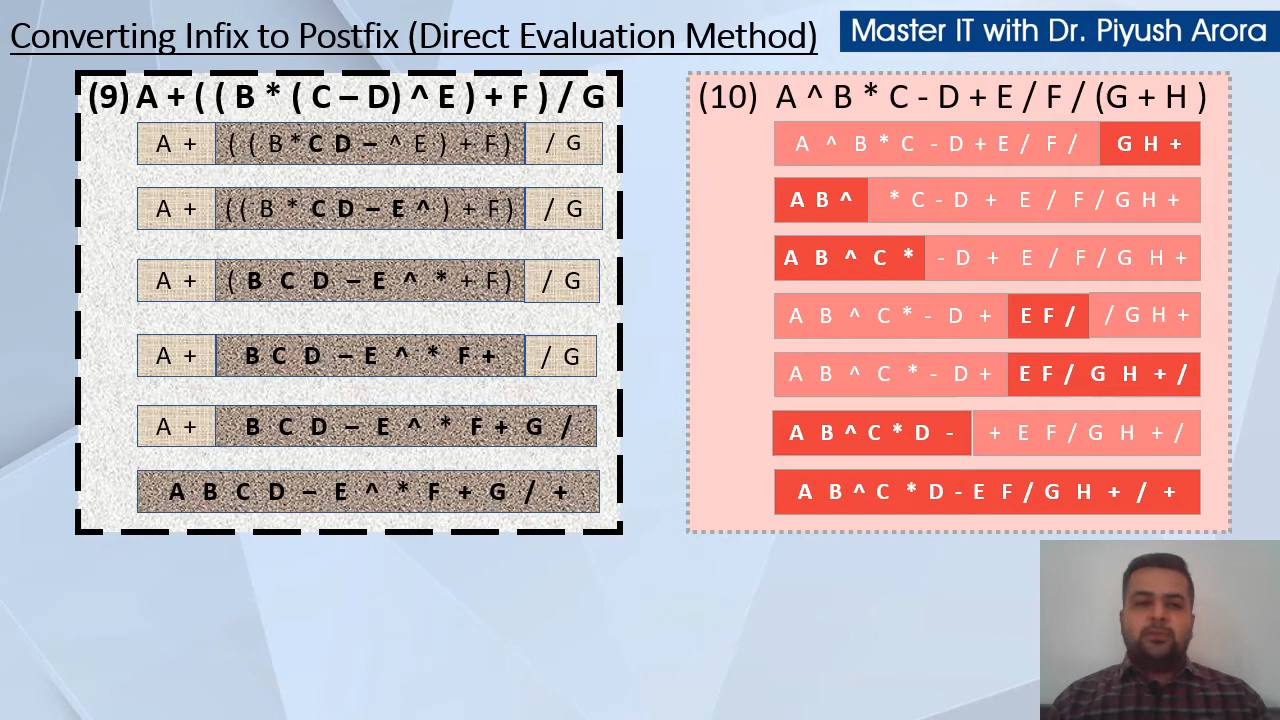 Converting Infix to Postfix (Direct Evaluation Method)
Master IT with Dr. Piyush Arora
(9) A + ( ( B * ( C – D) ^ E ) + F ) / G
A + ( ( B * C D – ^ E ) + F ) / G
A + ( ( B * C D – E ^ ) + F ) / G
A + ( B C D – E ^ * + F ) / G
A + B C D – E ^ * F + / G
A + B C D – E ^ * F + G /
A B C D – E ^ * F + G / +
(10) A ^ B * C - D + E / F / (G + H )
A ^ B * C - D + E / F / G H +
A B ^ * C - D + E / F / G H +
A B ^ C * - D + E / F / G H +
A B ^ C * - D + E F / / G H +
A B ^ C * - D + E F / G H + /
A B ^ C * D - + E F / G H + /
A B ^ C * D - E F / G H + / +